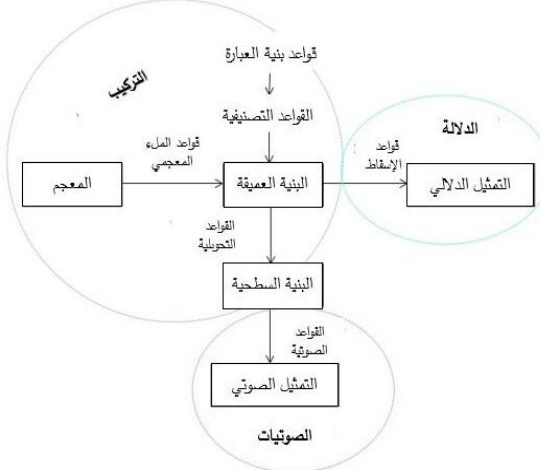 قواعد بنية العبارة
التركيب
القواعد التصنيفية
الدلالة
قواعد الملء
المعجمي
قواعد
الإسقاط
المعجم
البنية العميقة
التمثيل الدلالي
القواعد
التحويلية
البنية السطحية
القواعد
الصوتية
التمثيل الصوتي
الصوتيات